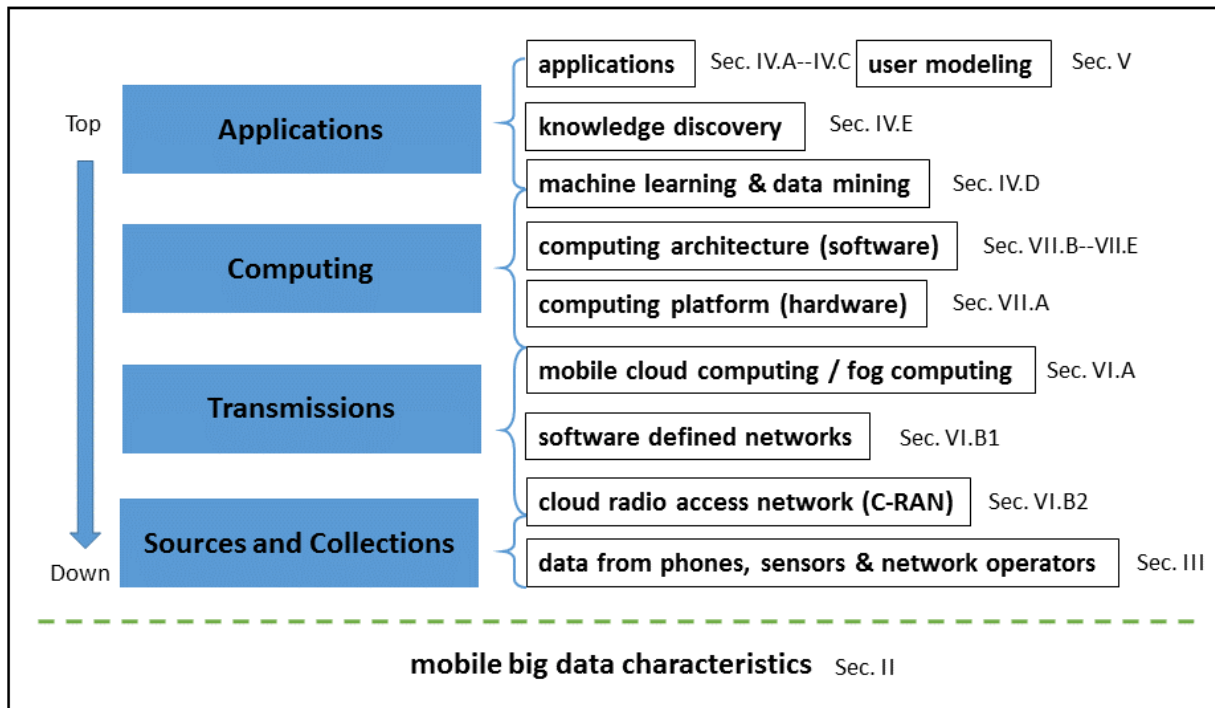 applications Sec. IV.A--IV.C user modeling Sec. V
Top
Applications
knowledge discovery Sec. IV.E
machine learning & data mining Sec. IV.D
Computing
computing architecture (software) Sec. VII.B--VII.E
computing platform (hardware) Sec. VII.A
Transmissions
mobile cloud computing / fog computing Sec. VI.A
software defined networks Sec. VI.B1
cloud radio access network (C-RAN) Sec. VI.B2
Sources and Collections
data from phones, sensors & network operators Sec. III
Down
mobile big data characteristics Sec. II